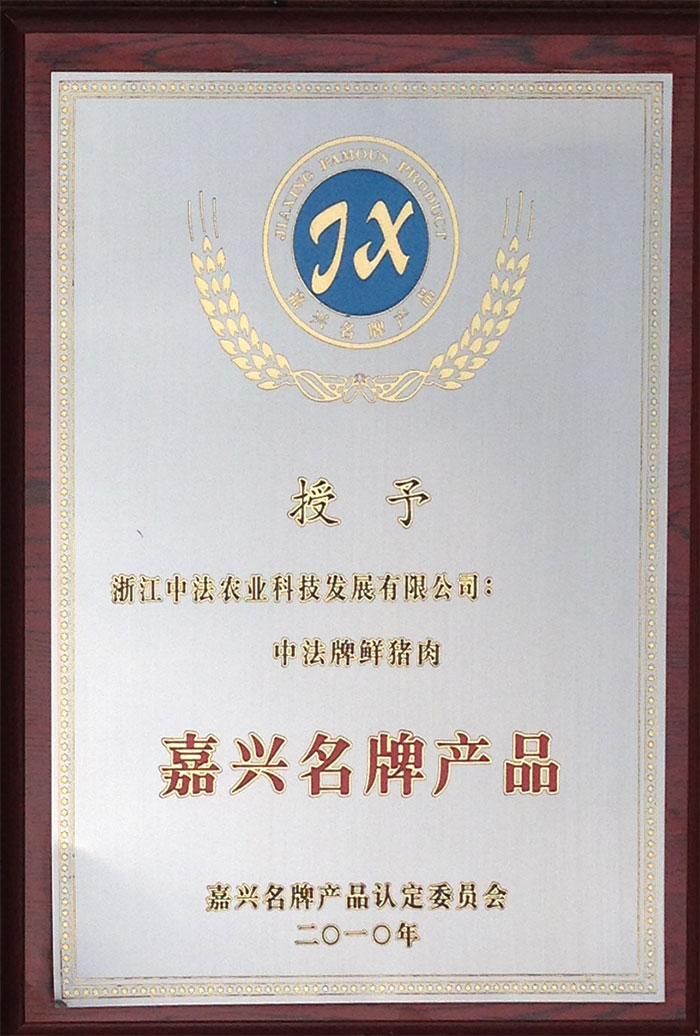 JIAXING FAMOUS PRODUCT
JX
嘉兴名牌产品
授予
浙江中法农业科技发展有限公司：
中法牌鲜猪肉
嘉兴名牌产品
嘉兴名牌产品认定委员会
二〇一〇年